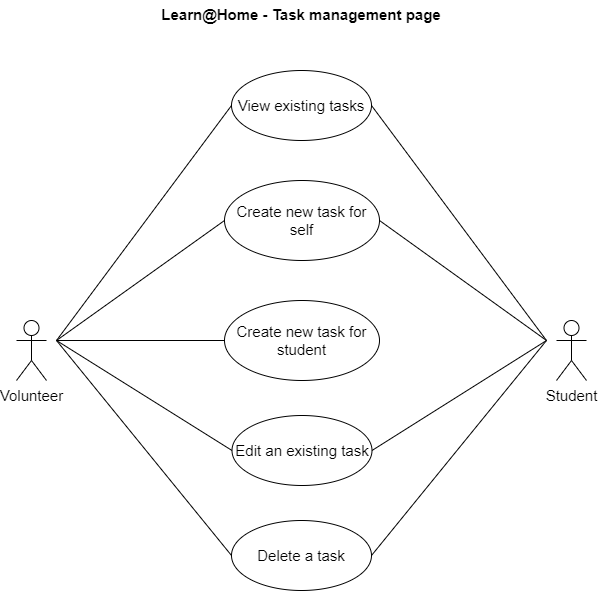 Learn@Home - Task management page
View existing tasks
Create new task for
self
Create new task for
student
Volunteer
Student
Edit an existing task
Delete a task